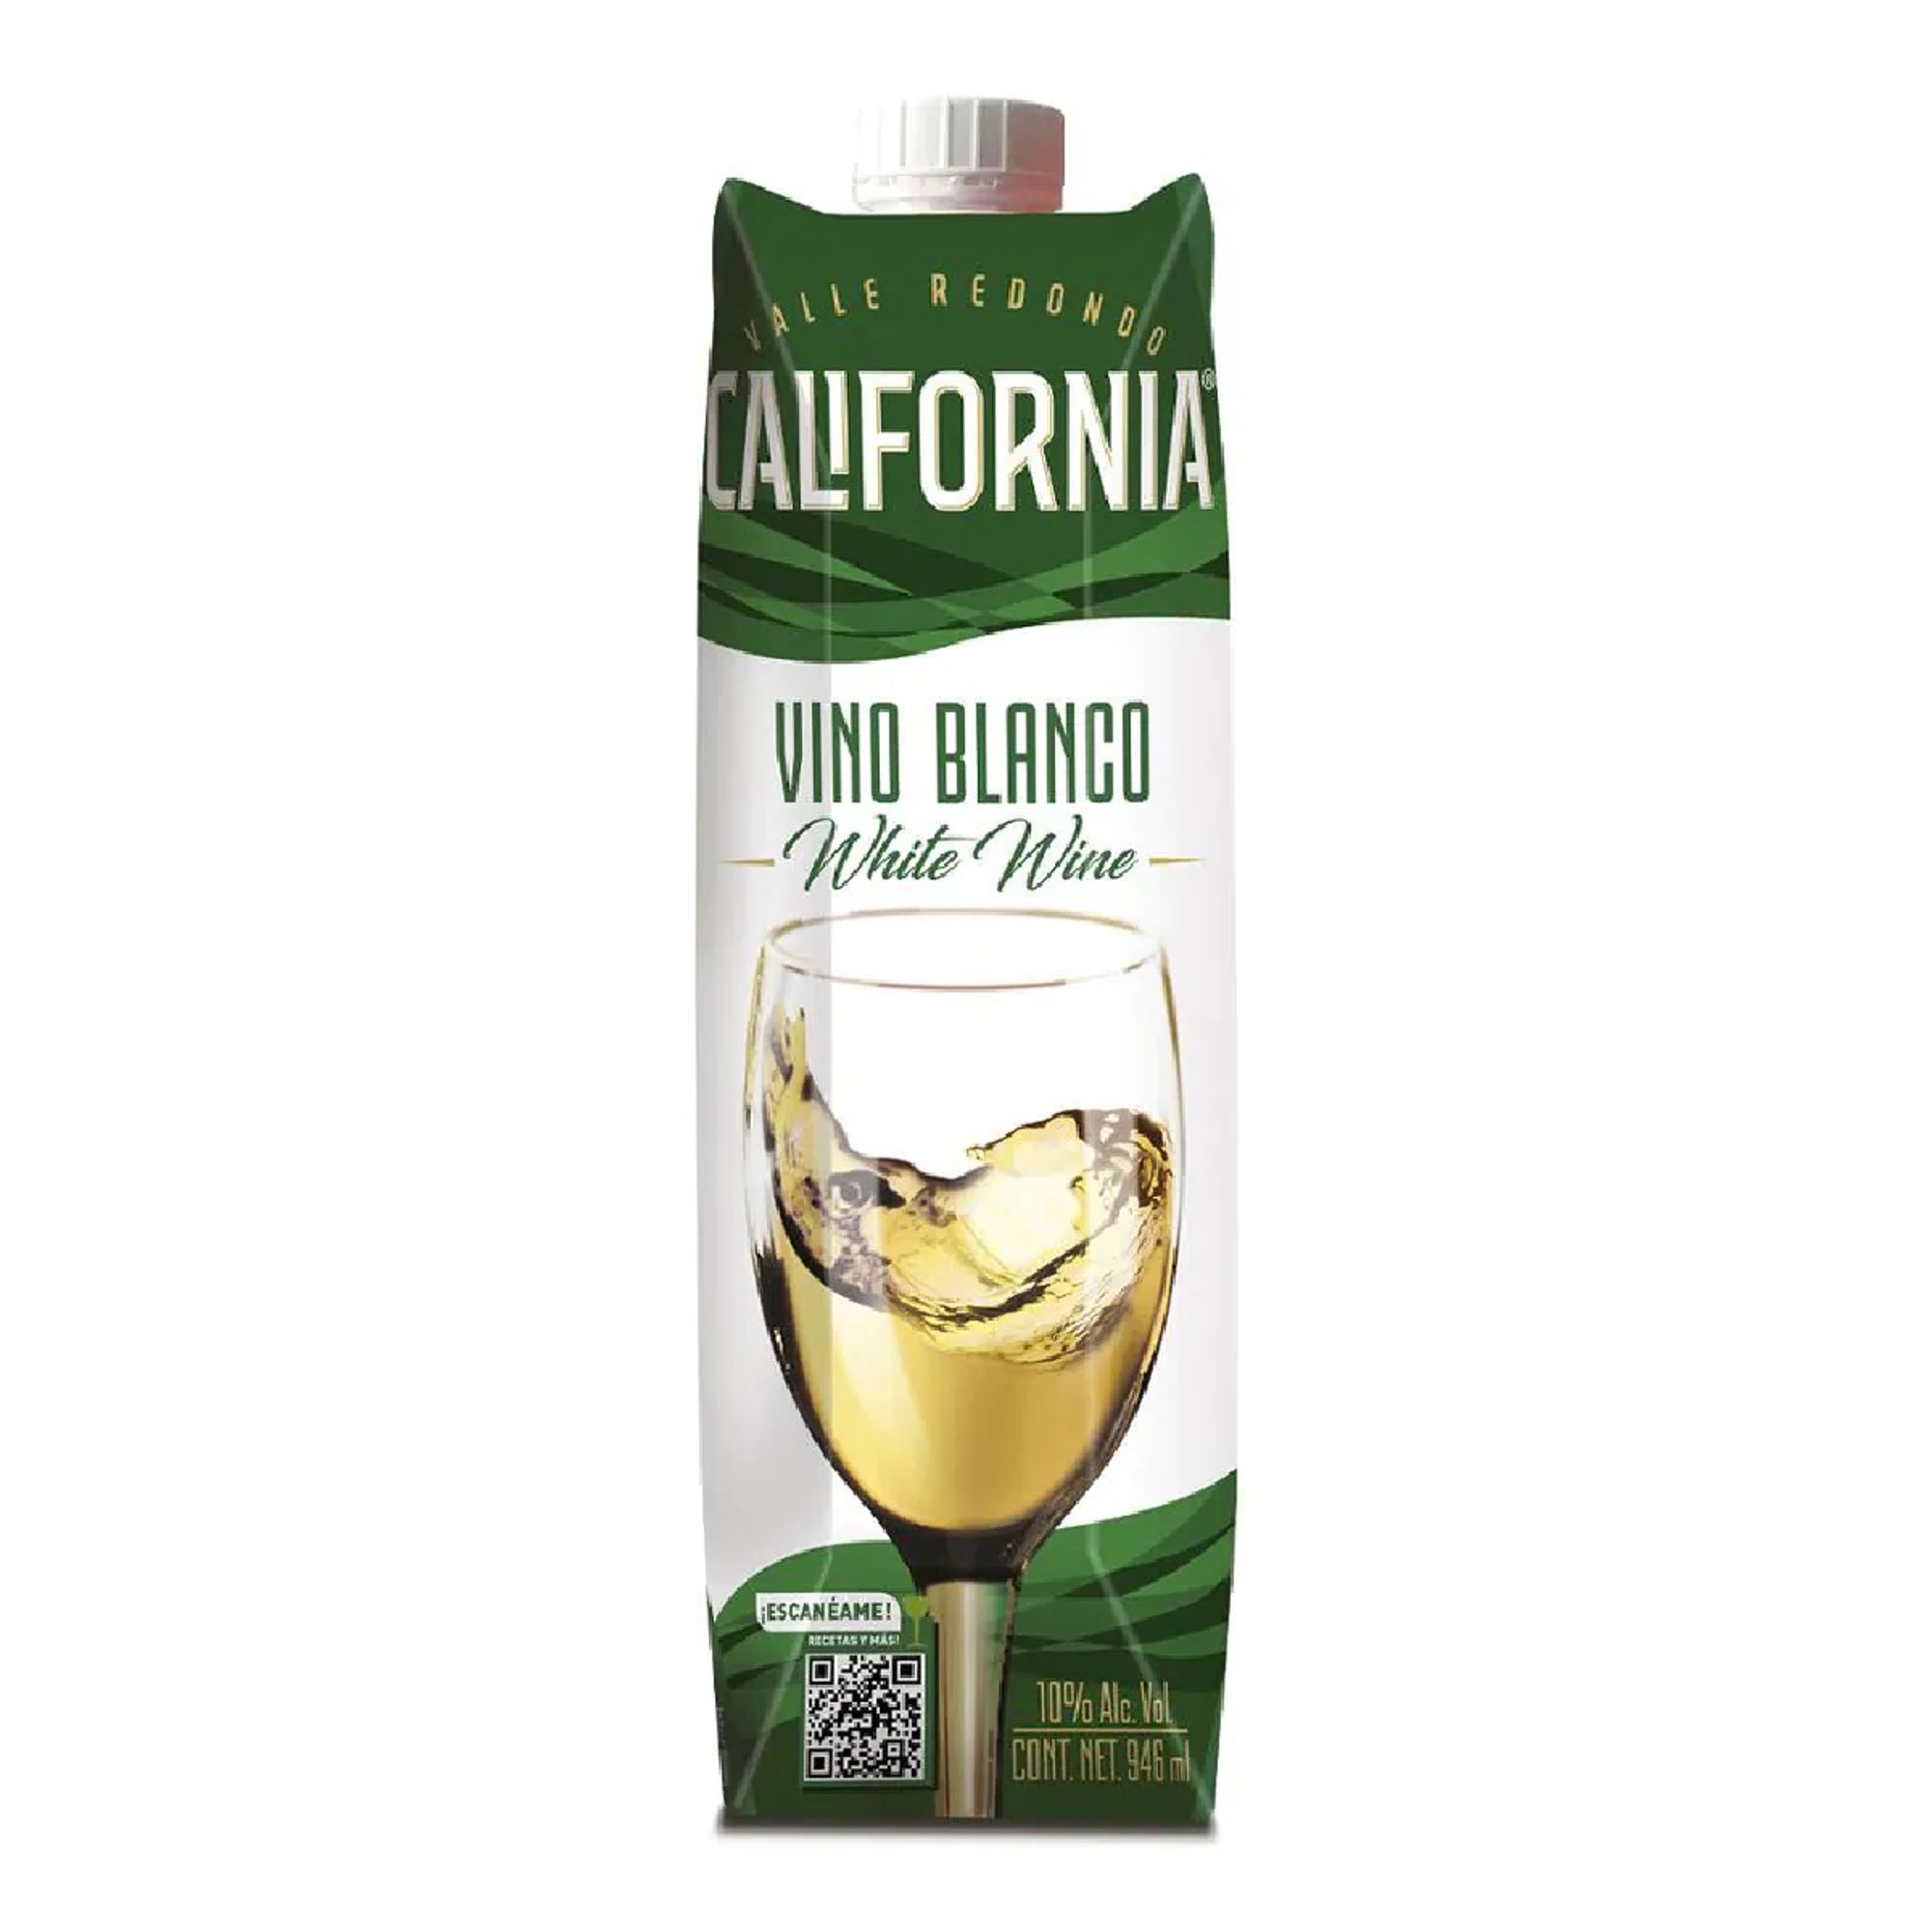 VALLE REDONDO
CALIFORNIA®
VINO BLANCO
White Wine
¡ESCANÉAME!
RECETAS Y MÁS!
10% Alc. Vol.
CONT. NET. 946 ml